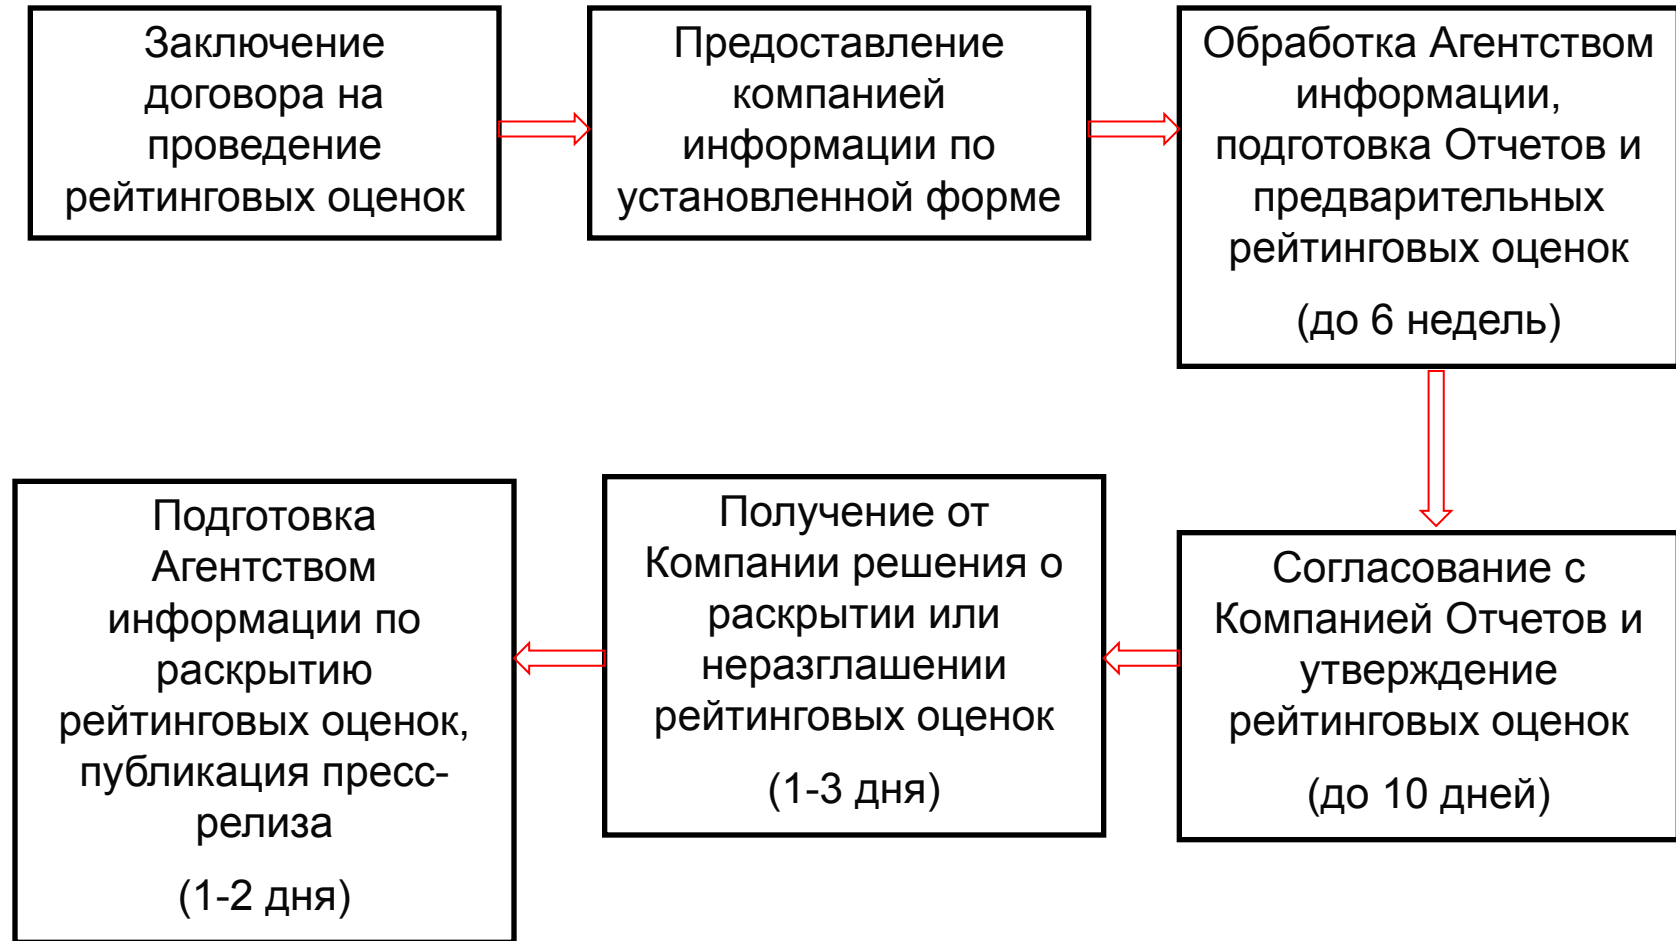 Заключение
договора на
проведение
рейтинговых оценок
Предоставление
компанией
информации по
установленной форме
Обработка Агентством
информации,
подготовка Отчетов и
предварительных
рейтинговых оценок
(до 6 недель)
Согласование с
Компанией Отчетов и
утверждение
рейтинговых оценок
(до 10 дней)
Получение от
Компании решения о
раскрытии или
неразглашении
рейтинговых оценок
(1-3 дня)
Подготовка
Агентством
информации по
раскрытию
рейтинговых оценок,
публикация пресс-
релиза
(1-2 дня)